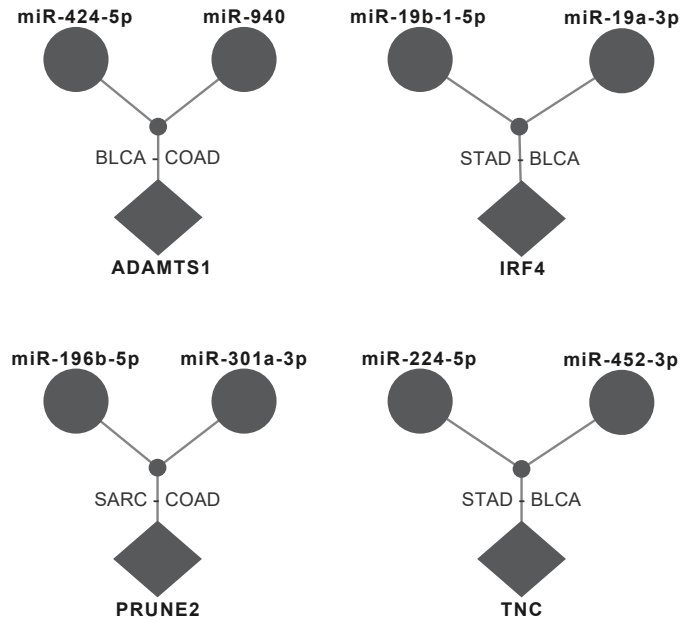 miR-424-5p miR-940
BLCA - COAD
ADAMTS1
miR-19b-1-5p miR-19a-3p
STAD - BLCA
IRF4
miR-196b-5p miR-301a-3p
SARC - COAD
PRUNE2
miR-224-5p miR-452-3p
STAD - BLCA
TNC